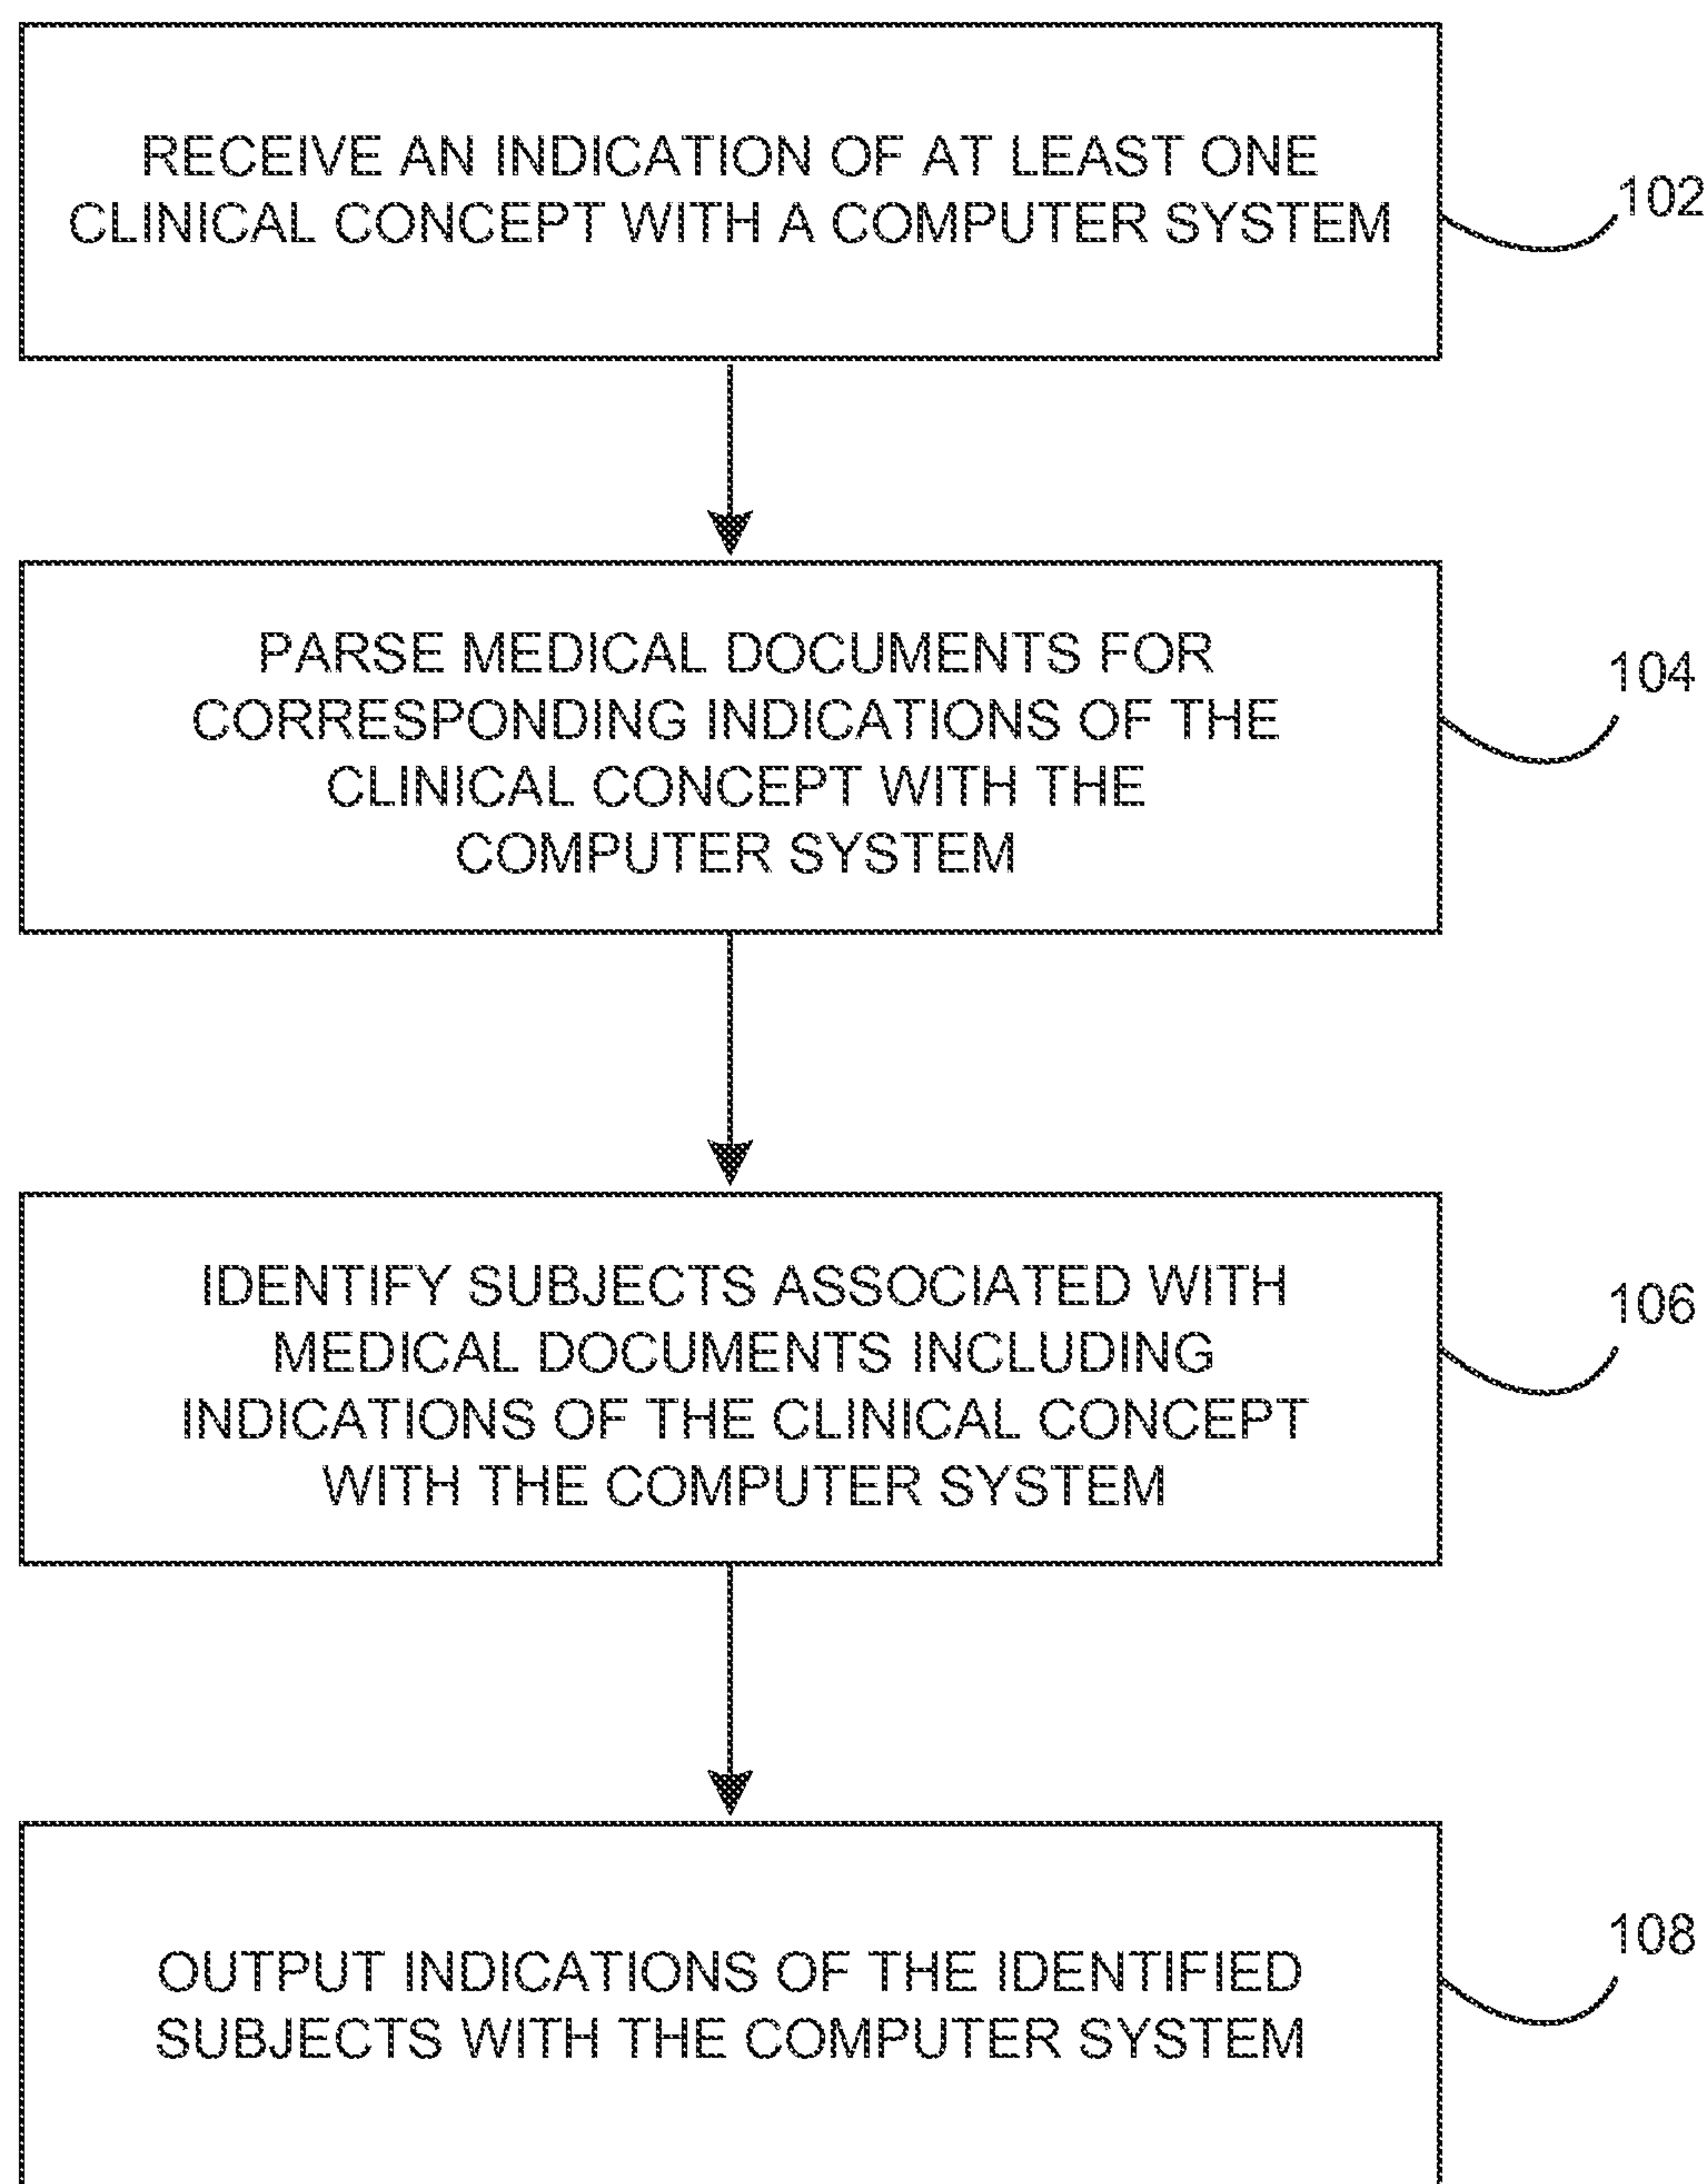 RECEIVE AN INDICATION OF AT LEAST ONE
CLINICAL CONCEPT WITH A COMPUTER SYSTEM
102
PARSE MEDICAL DOCUMENTS FOR
CORRESPONDING INDICATIONS OF THE
CLINICAL CONCEPT WITH THE
COMPUTER SYSTEM
104
IDENTIFY SUBJECTS ASSOCIATED WITH
MEDICAL DOCUMENTS INCLUDING
INDICATIONS OF THE CLINICAL CONCEPT
WITH THE COMPUTER SYSTEM
106
OUTPUT INDICATIONS OF THE IDENTIFIED
SUBJECTS WITH THE COMPUTER SYSTEM
108